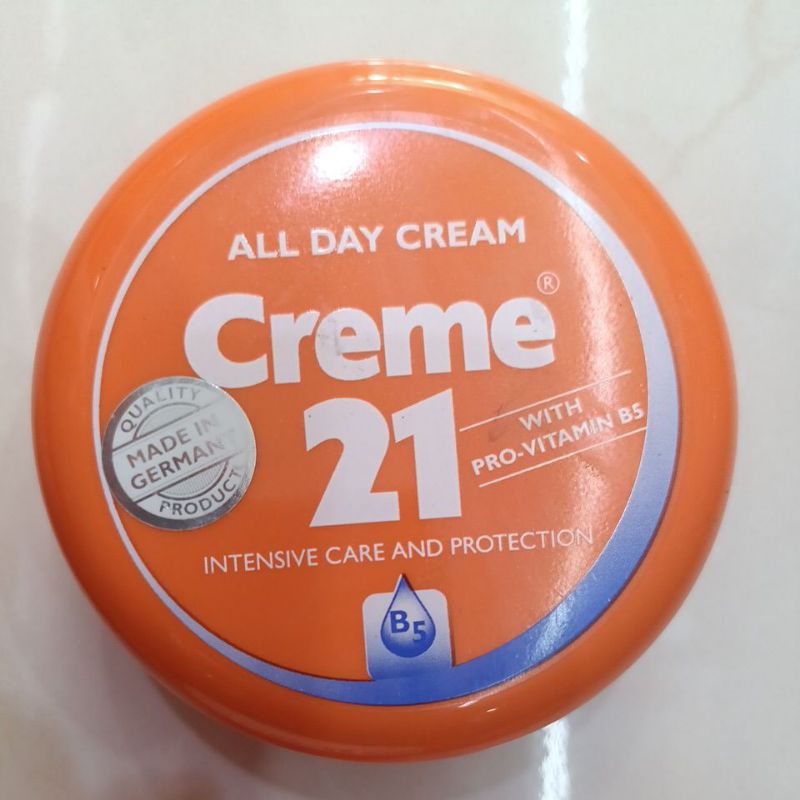 ALL DAY CREAM
Creme®
21
WITH
PRO-VITAMIN B5
QUALITY
MADE IN
GERMANY
PRODUCT
INTENSIVE CARE AND PROTECTION
B5